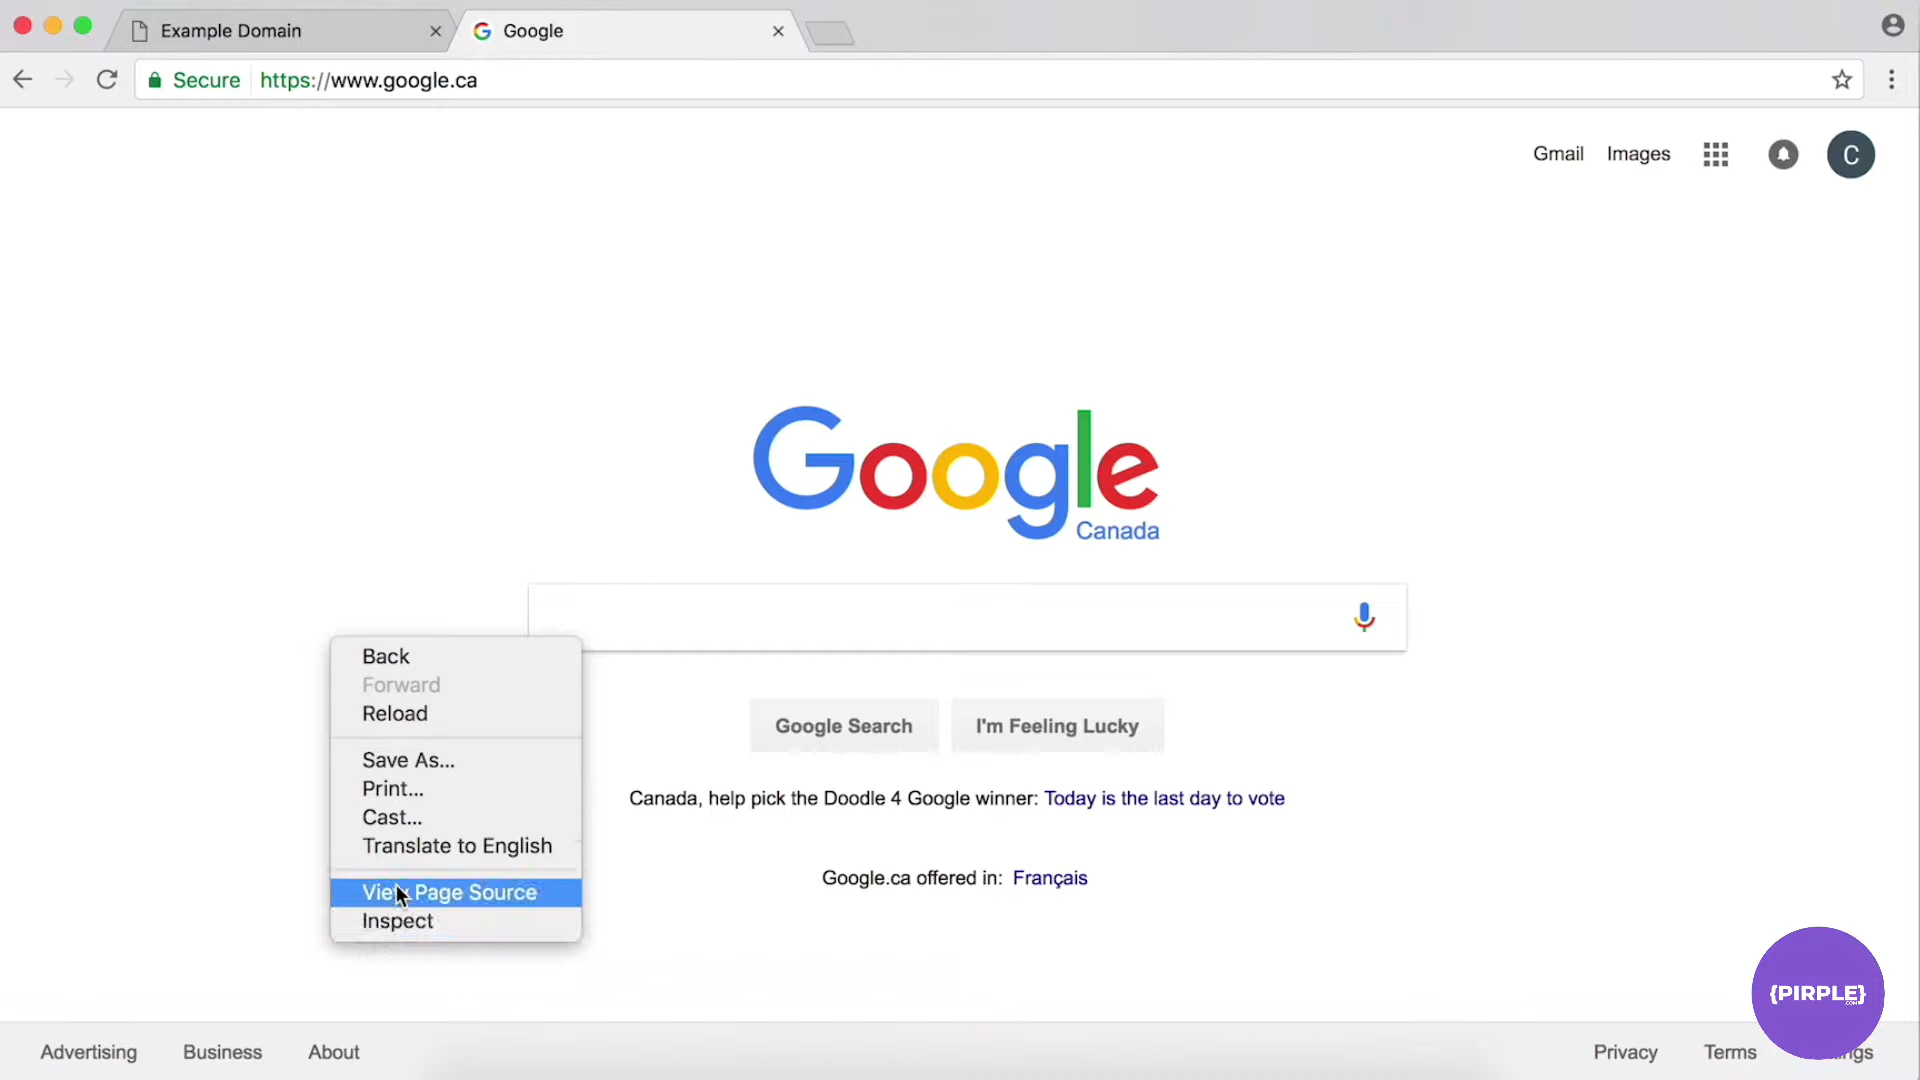 Example Domain
Google
Secure
https://www.google.ca
Gmail
Images
C
Google
Canada
Back
Forward
Reload
Save As...
Print...
Cast...
Translate to English
View Page Source
Inspect
Google Search
I'm Feeling Lucky
Canada, help pick the Doodle 4 Google winner: Today is the last day to vote
Google.ca offered in: Français
{PIRPLE}
Advertising
Business
About
Privacy
Terms